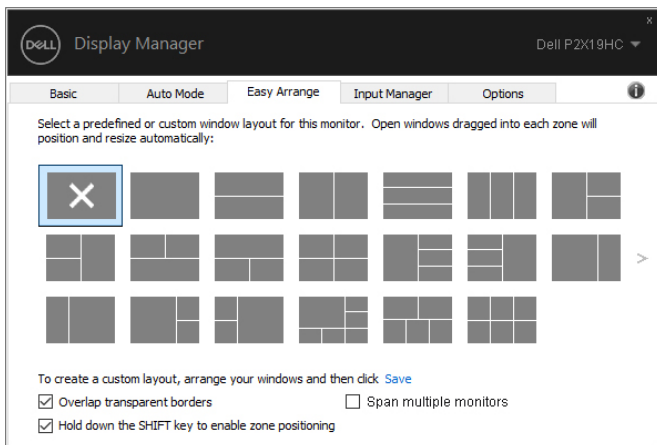 x
DELL Display Manager Dell P2X19HC
Basic Auto Mode Easy Arrange Input Manager Options i
Select a predefined or custom window layout for this monitor. Open windows dragged into each zone will
position and resize automatically:
>
To create a custom layout, arrange your windows and then click Save
Overlap transparent borders Span multiple monitors
Hold down the SHIFT key to enable zone positioning